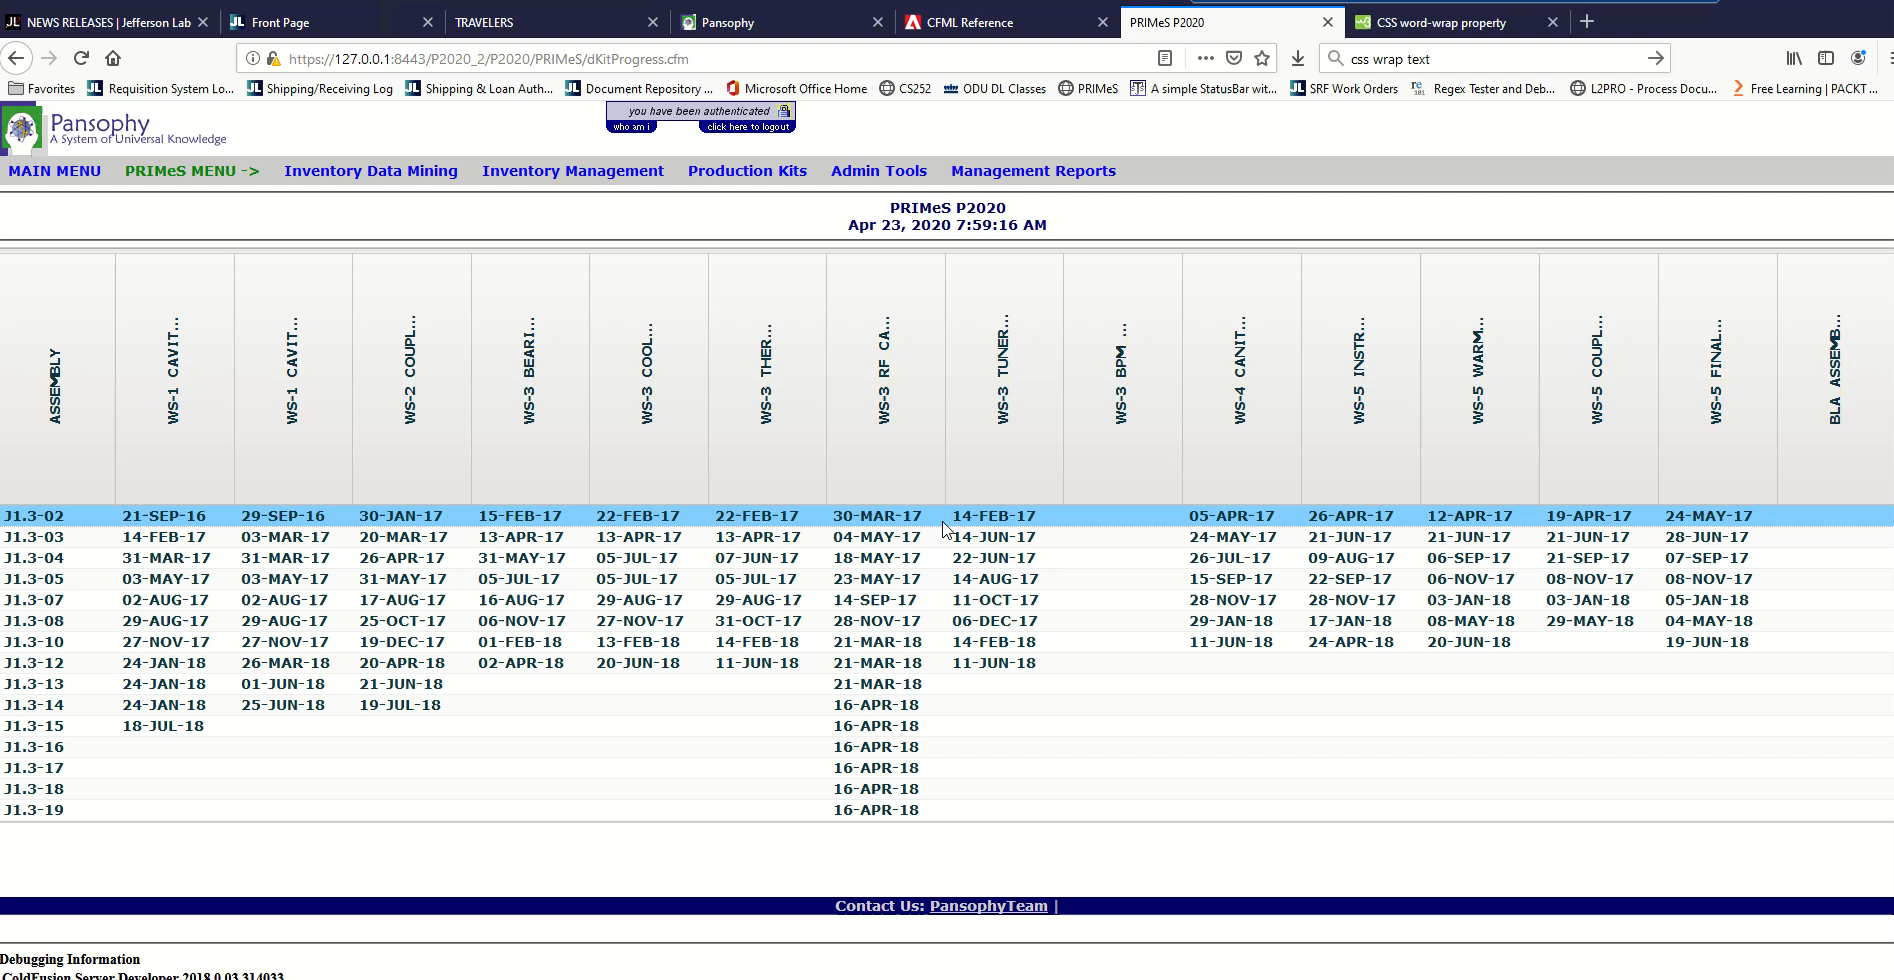 NEWS RELEASES | Jefferson Lab
Front Page
TRAVELERS
Pansophy
CFML Reference
PRIMeS P2020
CSS word-wrap property
https://127.0.0.1:8443/P2020_2/P2020/PRIMeS/dKitProgress.cfm
css wrap text
Favorites
Requisition System Lo...
Shipping/Receiving Log
Shipping & Loan Auth...
Document Repository ...
Microsoft Office Home
CS252
ODU DL Classes
PRIMeS
A simple StatusBar wit...
SRF Work Orders
Regex Tester and Deb...
L2PRO - Process Docu...
Free Learning | PACKT ...
Pansophy
A System of Universal Knowledge
you have been authenticated
who am i
click here to logout
MAIN MENU PRIMeS MENU -> Inventory Data Mining Inventory Management Production Kits Admin Tools Management Reports
PRIMeS P2020
Apr 23, 2020 7:59:16 AM
ASSEMBLY
WS-1 CAVIT...
WS-1 CAVIT...
WS-2 COUPL...
WS-3 BEARI...
WS-3 COOL...
WS-3 THER...
WS-3 RF CA...
WS-3 TUNER...
WS-3 BPM ...
WS-4 CANIT...
WS-5 INSTR...
WS-5 WARM...
WS-5 COUPL...
WS-5 FINAL...
BLA ASSEMB...
J1.3-02 21-SEP-16 29-SEP-16 30-JAN-17 15-FEB-17 22-FEB-17 22-FEB-17 30-MAR-17 14-FEB-17 05-APR-17 26-APR-17 12-APR-17 19-APR-17 24-MAY-17
J1.3-03 14-FEB-17 03-MAR-17 20-MAR-17 13-APR-17 13-APR-17 13-APR-17 04-MAY-17 14-JUN-17 24-MAY-17 21-JUN-17 21-JUN-17 21-JUN-17 28-JUN-17
J1.3-04 31-MAR-17 31-MAR-17 26-APR-17 31-MAY-17 05-JUL-17 07-JUN-17 18-MAY-17 22-JUN-17 26-JUL-17 09-AUG-17 06-SEP-17 21-SEP-17 07-SEP-17
J1.3-05 03-MAY-17 03-MAY-17 31-MAY-17 05-JUL-17 05-JUL-17 05-JUL-17 23-MAY-17 14-AUG-17 15-SEP-17 22-SEP-17 06-NOV-17 08-NOV-17 08-NOV-17
J1.3-07 02-AUG-17 02-AUG-17 17-AUG-17 16-AUG-17 29-AUG-17 29-AUG-17 14-SEP-17 11-OCT-17 28-NOV-17 28-NOV-17 03-JAN-18 03-JAN-18 05-JAN-18
J1.3-08 29-AUG-17 29-AUG-17 25-OCT-17 06-NOV-17 27-NOV-17 31-OCT-17 28-NOV-17 06-DEC-17 29-JAN-18 17-JAN-18 08-MAY-18 29-MAY-18 04-MAY-18
J1.3-10 27-NOV-17 27-NOV-17 19-DEC-17 01-FEB-18 13-FEB-18 14-FEB-18 21-MAR-18 14-FEB-18 11-JUN-18 24-APR-18 20-JUN-18 19-JUN-18
J1.3-12 24-JAN-18 26-MAR-18 20-APR-18 02-APR-18 20-JUN-18 11-JUN-18 21-MAR-18 11-JUN-18
J1.3-13 24-JAN-18 01-JUN-18 21-JUN-18 21-MAR-18
J1.3-14 24-JAN-18 25-JUN-18 19-JUL-18 16-APR-18
J1.3-15 18-JUL-18 16-APR-18
J1.3-16 16-APR-18
J1.3-17 16-APR-18
J1.3-18 16-APR-18
J1.3-19 16-APR-18
Contact Us: PansophyTeam |
Debugging Information
ColdFusion Server Developer 2018.0.03.314033